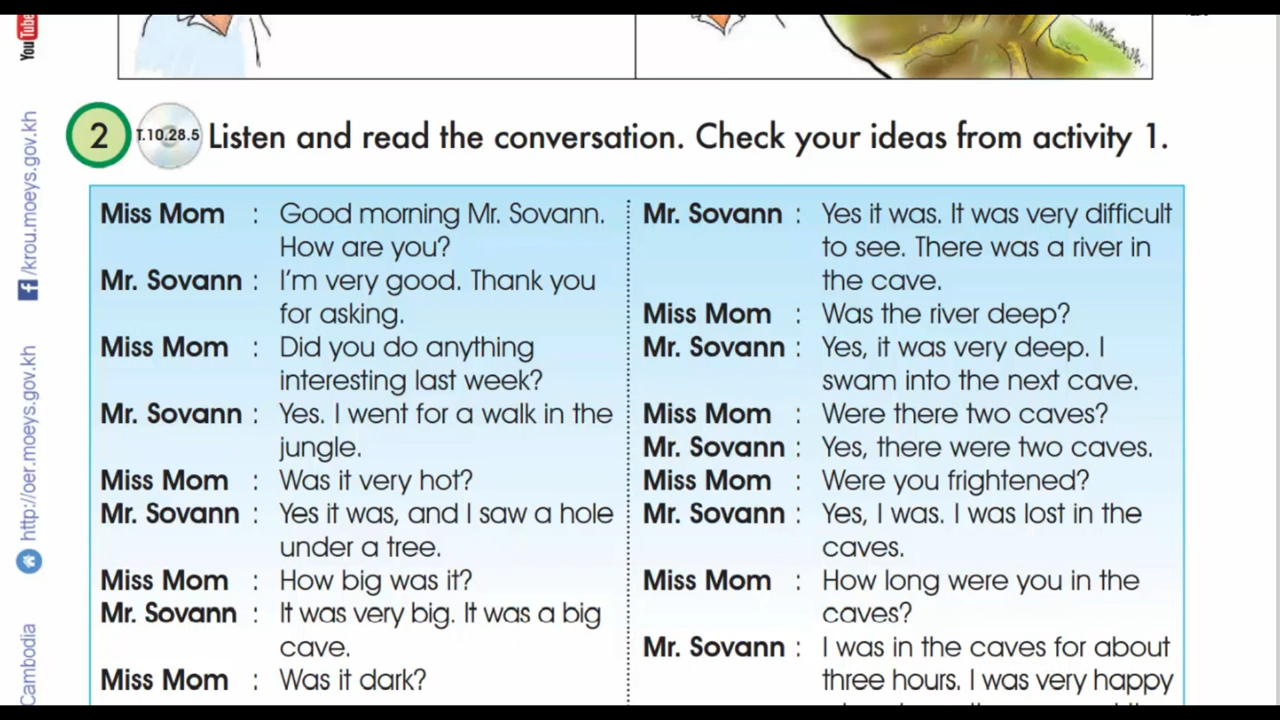 YouTube
/krou.moeys.gov.kh
http://oer.moeys.gov.kh
Cambodia
2
T.10.28.5
Listen and read the conversation. Check your ideas from activity 1.
Miss Mom : Good morning Mr. Sovann.
How are you?
Mr. Sovann : I'm very good. Thank you
for asking.
Miss Mom : Did you do anything
interesting last week?
Mr. Sovann : Yes. I went for a walk in the
jungle.
Miss Mom : Was it very hot?
Mr. Sovann : Yes it was, and I saw a hole
under a tree.
Miss Mom : How big was it?
Mr. Sovann : It was very big. It was a big
cave.
Miss Mom : Was it dark?
Mr. Sovann : Yes it was. It was very difficult
to see. There was a river in
the cave.
Miss Mom : Was the river deep?
Mr. Sovann : Yes, it was very deep. I
swam into the next cave.
Miss Mom : Were there two caves?
Mr. Sovann : Yes, there were two caves.
Miss Mom : Were you frightened?
Mr. Sovann : Yes, I was. I was lost in the
caves.
Miss Mom : How long were you in the
caves?
Mr. Sovann : I was in the caves for about
three hours. I was very happy